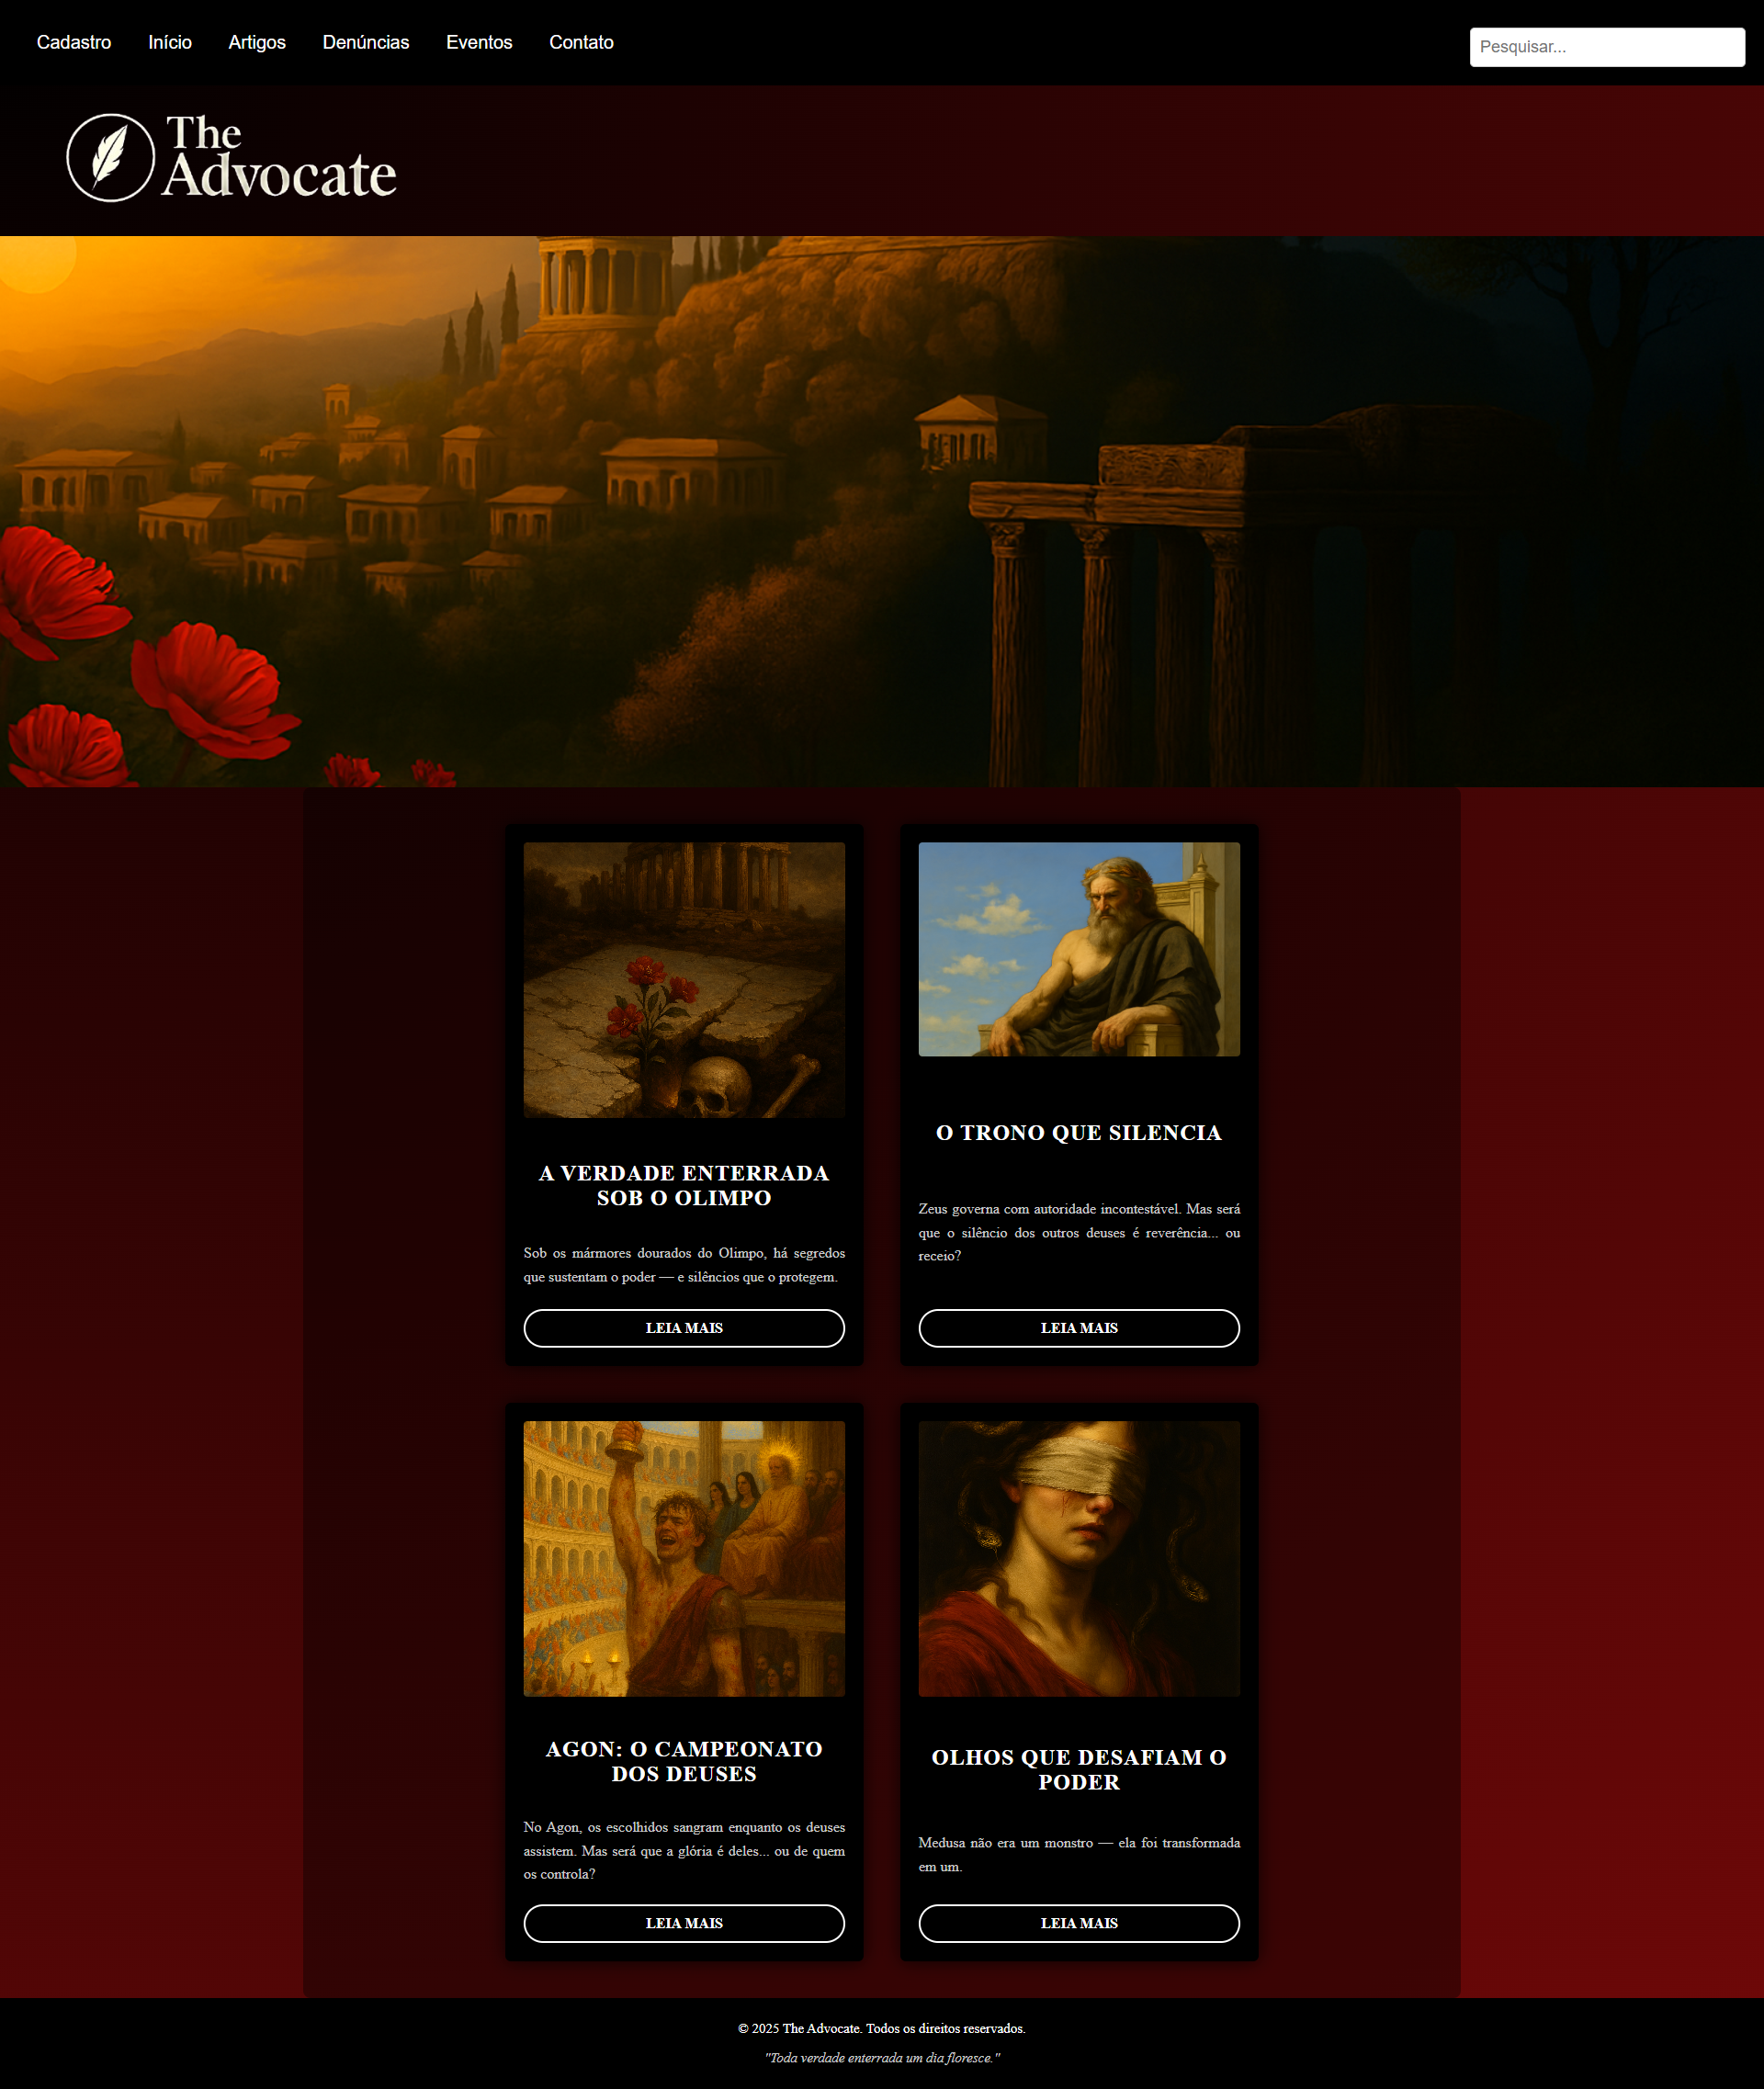 Cadastro Início Artigos Denúncias Eventos Contato
Pesquisar...
The
Advocate
A VERDADE ENTERRADA
SOB O OLIMPO
Sob os mármores dourados do Olimpo, há segredos
que sustentam o poder — e silêncios que o protegem.
LEIA MAIS
O TRONO QUE SILENCIA
Zeus governa com autoridade incontestável. Mas será
que o silêncio dos outros deuses é reverência... ou
receio?
LEIA MAIS
AGON: O CAMPEONATO
DOS DEUSES
No Agon, os escolhidos sangram enquanto os deuses
assistem. Mas será que a glória é deles... ou de quem
os controla?
LEIA MAIS
OLHOS QUE DESAFIAM O
PODER
Medusa não era um monstro — ela foi transformada
em um.
LEIA MAIS
© 2025 The Advocate. Todos os direitos reservados.
"Toda verdade enterrada um dia floresce."